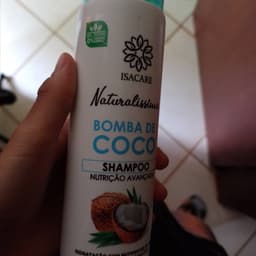 ISACARE
Naturalíssimo
BOMBA DE
COCO
SHAMPOO
NUTRIÇÃO AVANÇADA